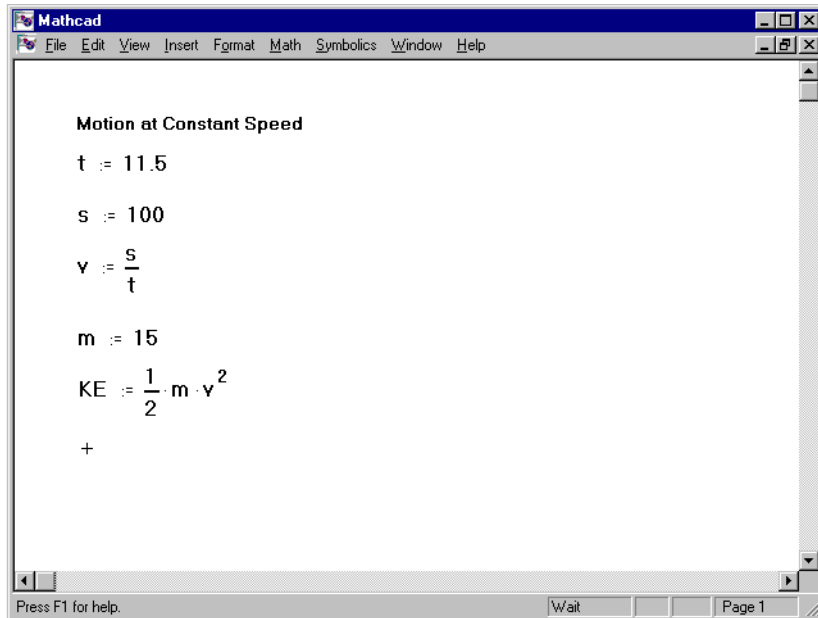 Mathcad
File Edit View Insert Format Math Symbolics Window Help
Motion at Constant Speed
t := 11.5
s := 100
v := s/t
m := 15
KE := 1/2 · m · v²
+
Press F1 for help. Wait Page 1